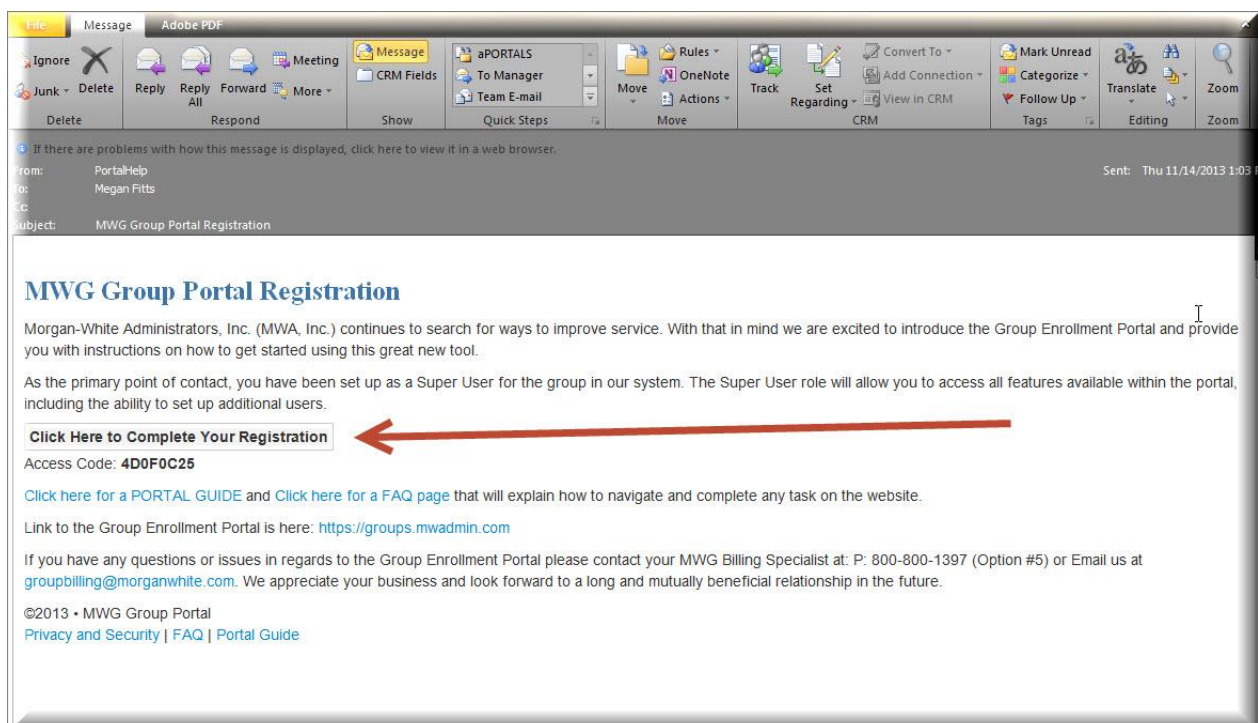 File Message Adobe PDF
Ignore
Junk
Delete
Delete
Reply
Reply All
Forward
Meeting
More
Respond
Message
CRM Fields
Show
aPORTALS
To Manager
Team E-mail
Quick Steps
Move
Rules
OneNote
Actions
Move
Track
Set Regarding
Convert To
Add Connection
View in CRM
CRM
Mark Unread
Categorize
Follow Up
Tags
Translate
Editing
Zoom
Zoom
If there are problems with how this message is displayed, click here to view it in a web browser.
From: PortalHelp Sent: Thu 11/14/2013 1:03
To: Megan Fitts
Cc:
Subject: MWG Group Portal Registration
MWG Group Portal Registration
Morgan-White Administrators, Inc. (MWA, Inc.) continues to search for ways to improve service. With that in mind we are excited to introduce the Group Enrollment Portal and provide
you with instructions on how to get started using this great new tool.
As the primary point of contact, you have been set up as a Super User for the group in our system. The Super User role will allow you to access all features available within the portal,
including the ability to set up additional users.
Click Here to Complete Your Registration
Access Code: 4D0F0C25
Click here for a PORTAL GUIDE and Click here for a FAQ page that will explain how to navigate and complete any task on the website.
Link to the Group Enrollment Portal is here: https://groups.mwadmin.com
If you have any questions or issues in regards to the Group Enrollment Portal please contact your MWG Billing Specialist at: P: 800-800-1397 (Option #5) or Email us at
groupbilling@morganwhite.com. We appreciate your business and look forward to a long and mutually beneficial relationship in the future.
©2013 • MWG Group Portal
Privacy and Security | FAQ | Portal Guide